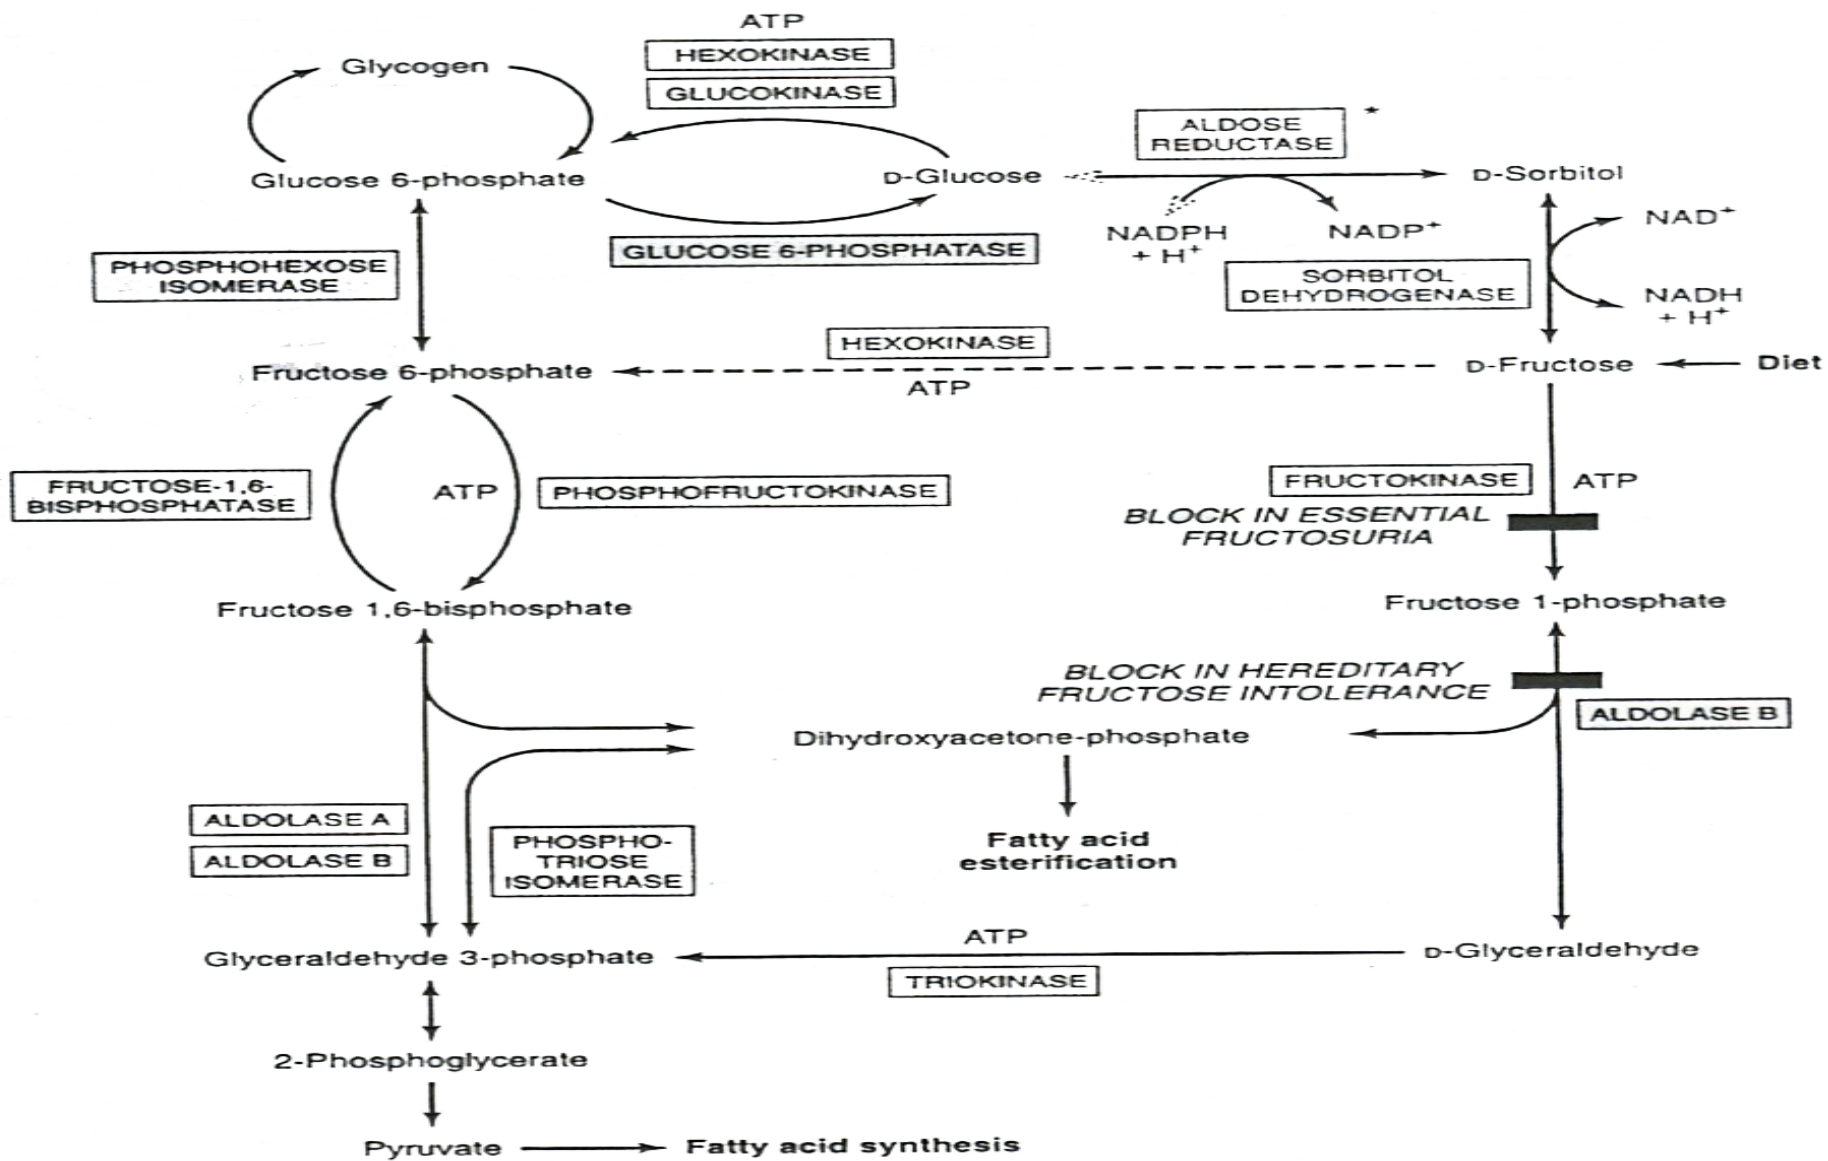 ATP
HEXOKINASE
GLUCOKINASE
Glycogen
ALDOSE
REDUCTASE
*
Glucose 6-phosphate
D-Glucose
D-Sorbitol
NADPH
+ H+
NADP+
NAD+
GLUCOSE 6-PHOSPHATASE
PHOSPHOHEXOSE
ISOMERASE
SORBITOL
DEHYDROGENASE
NADH
+ H+
HEXOKINASE
Fructose 6-phosphate
ATP
D-Fructose
Diet
FRUCTOSE-1,6-
BISPHOSPHATASE
ATP
PHOSPHOFRUCTOKINASE
FRUCTOKINASE
ATP
BLOCK IN ESSENTIAL
FRUCTOSURIA
Fructose 1,6-bisphosphate
Fructose 1-phosphate
BLOCK IN HEREDITARY
FRUCTOSE INTOLERANCE
ALDOLASE B
Dihydroxyacetone-phosphate
ALDOLASE A
ALDOLASE B
PHOSPHO-
TRIOSE
ISOMERASE
Fatty acid
esterification
Glyceraldehyde 3-phosphate
ATP
TRIOKINASE
D-Glyceraldehyde
2-Phosphoglycerate
Pyruvate
Fatty acid synthesis